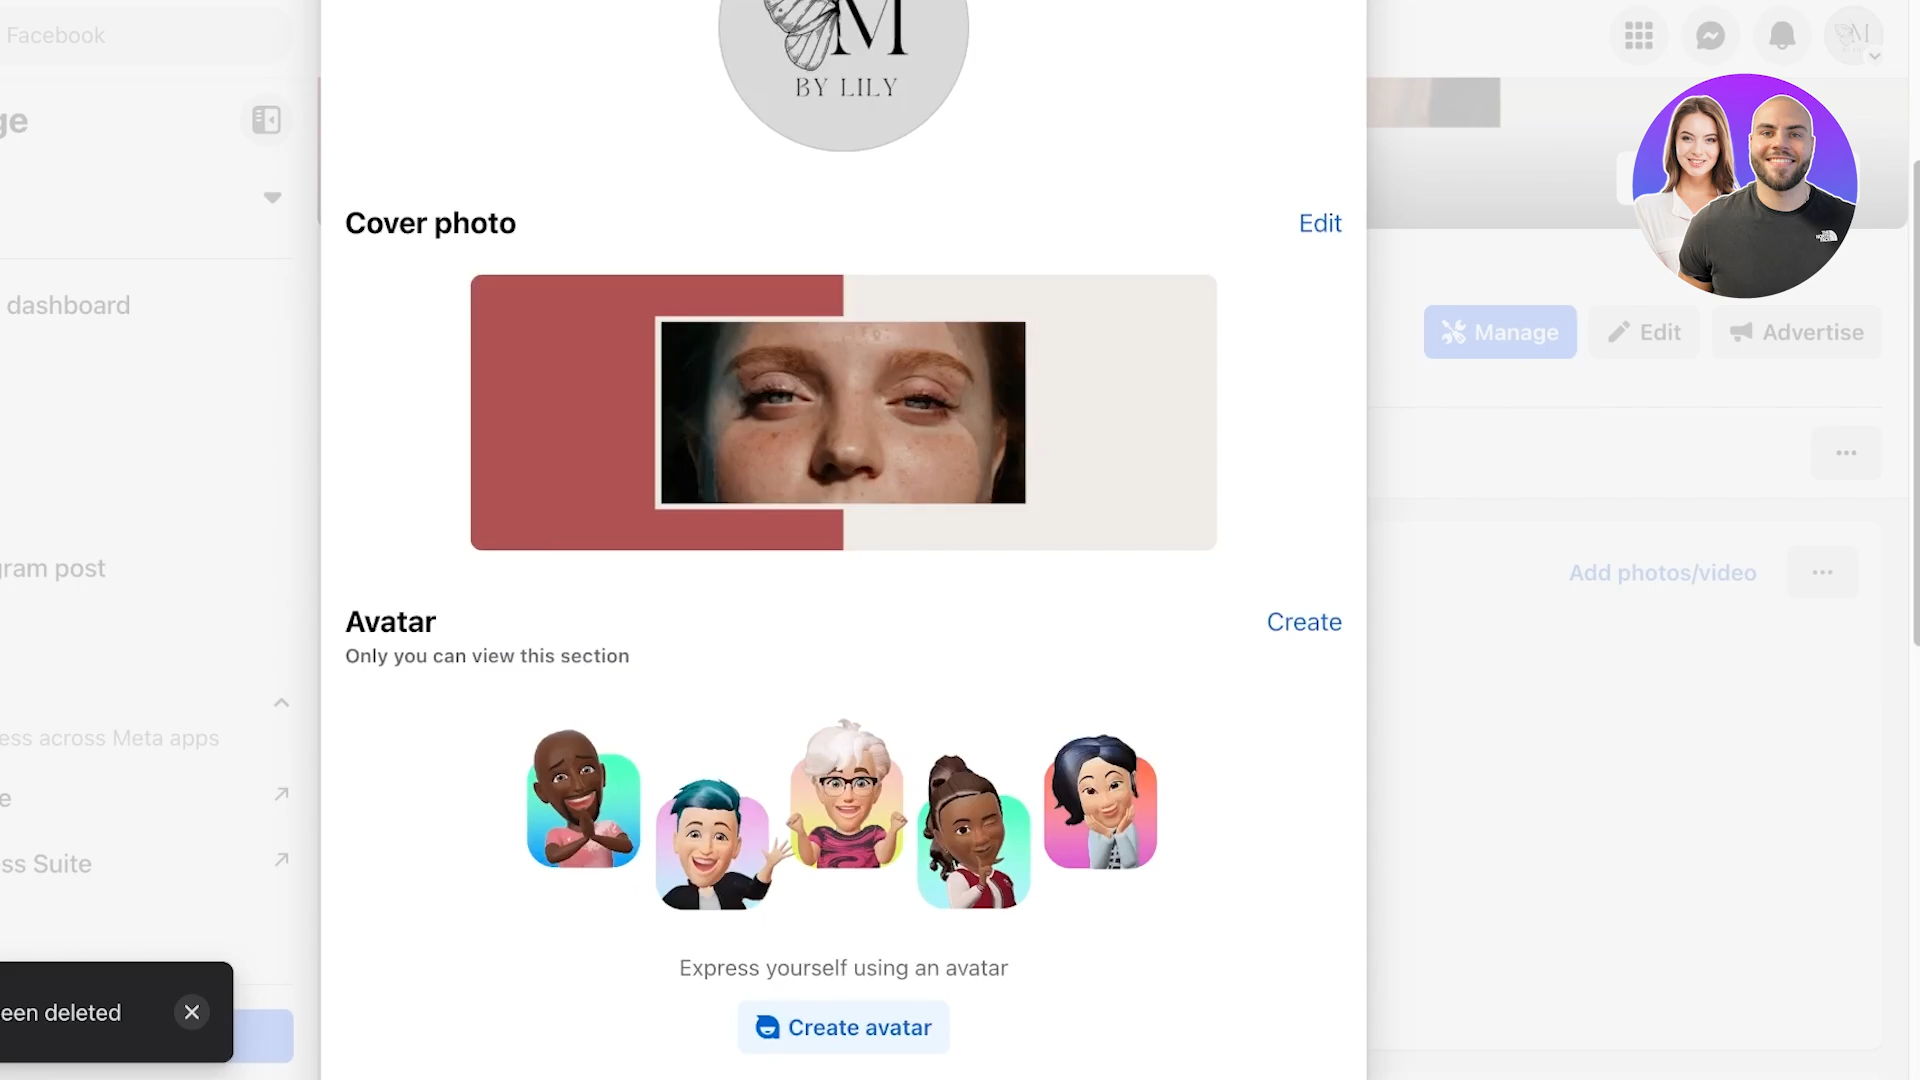 Facebook
M
BY LILY
ge
Cover photo
Edit
dashboard
Manage
Edit
Advertise
gram post
Add photos/video
Avatar
Create
Only you can view this section
ess across Meta apps
e
ss Suite
Express yourself using an avatar
een deleted
Create avatar